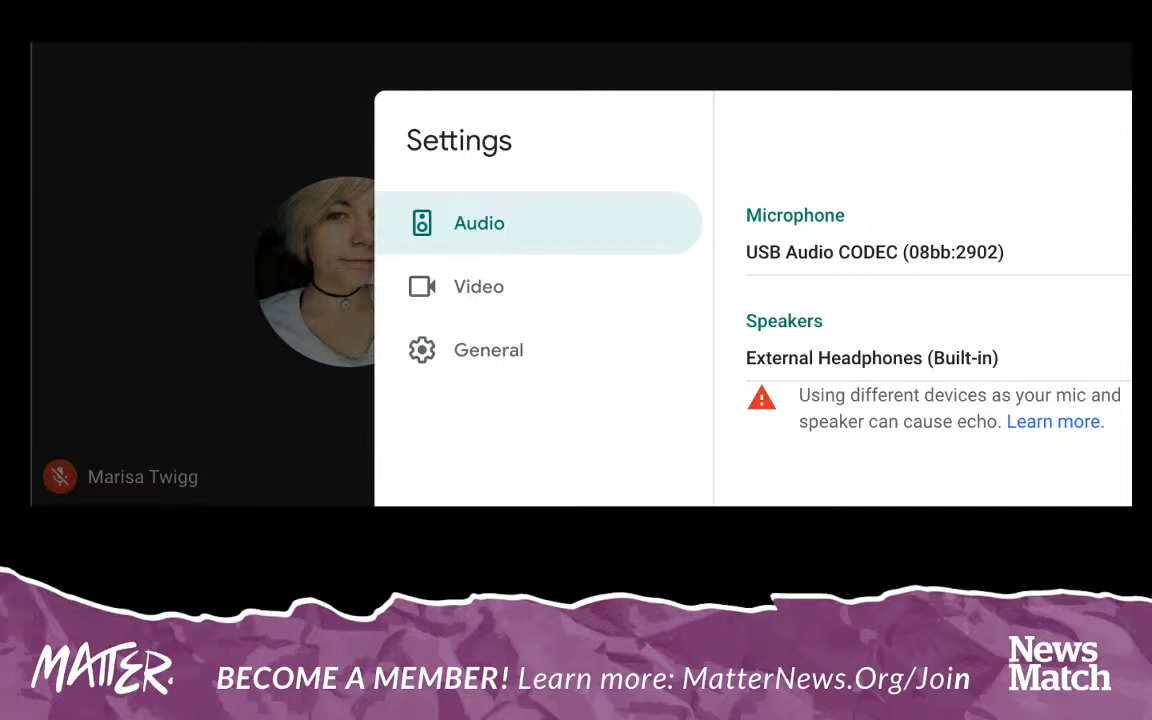 Settings
Audio
Video
General
Microphone
USB Audio CODEC (08bb:2902)
Speakers
External Headphones (Built-in)
Using different devices as your mic and
speaker can cause echo. Learn more.
Marisa Twigg
MATTER.
BECOME A MEMBER! Learn more: MatterNews.Org/Join
News
Match